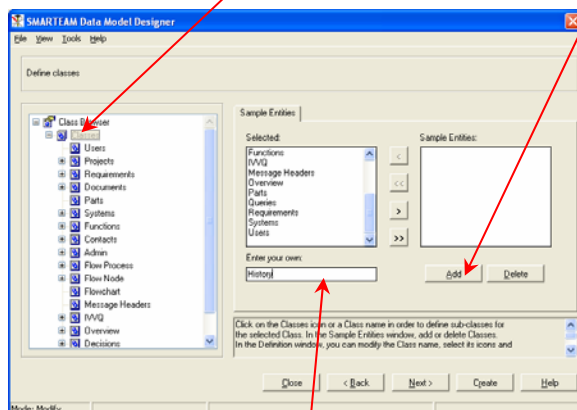 SMARTEAM Data Model Designer
File View Tools Help
Define classes
Class Browser
Classes
Users
Projects
Requirements
Documents
Parts
Systems
Functions
Contacts
Admin
Flow Process
Flow Node
Flowchart
Message Headers
IVVQ
Overview
Decisions
Sample Entities
Selected:
Functions
IVVQ
Message Headers
Overview
Parts
Queries
Requirements
Systems
Users
<
<<
>
>>
Sample Entities:
Enter your own:
History
Add Delete
Click on the Classes icon or a Class name in order to define sub-classes for
the selected Class. In the Sample Entities window, add or delete Classes.
In the Definition window, you can modify the Class name, select its icons and
Close < Back Next > Create Help
Mode: Modify